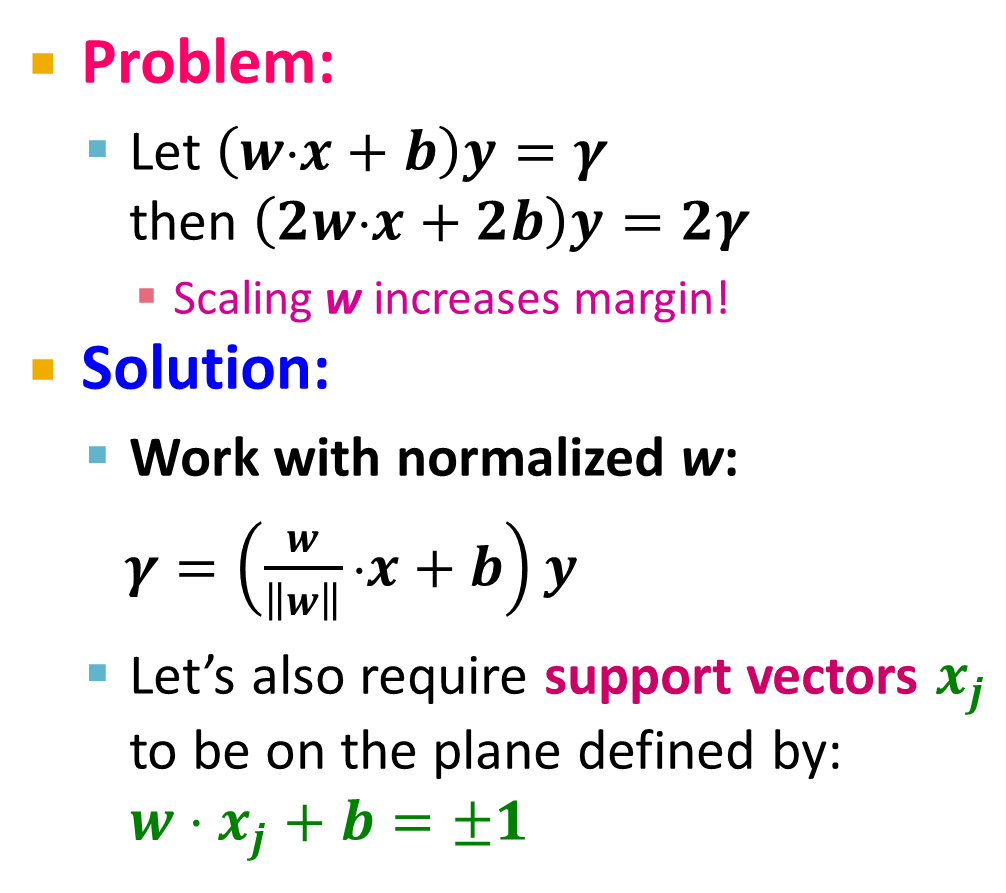 Problem:
Let (w·x + b)y = γ
then (2w·x + 2b)y = 2γ
Scaling w increases margin!
Solution:
Work with normalized w:
γ = (w/‖w‖ ·x + b) y
Let's also require support vectors xⱼ
to be on the plane defined by:
w · xⱼ + b = ±1